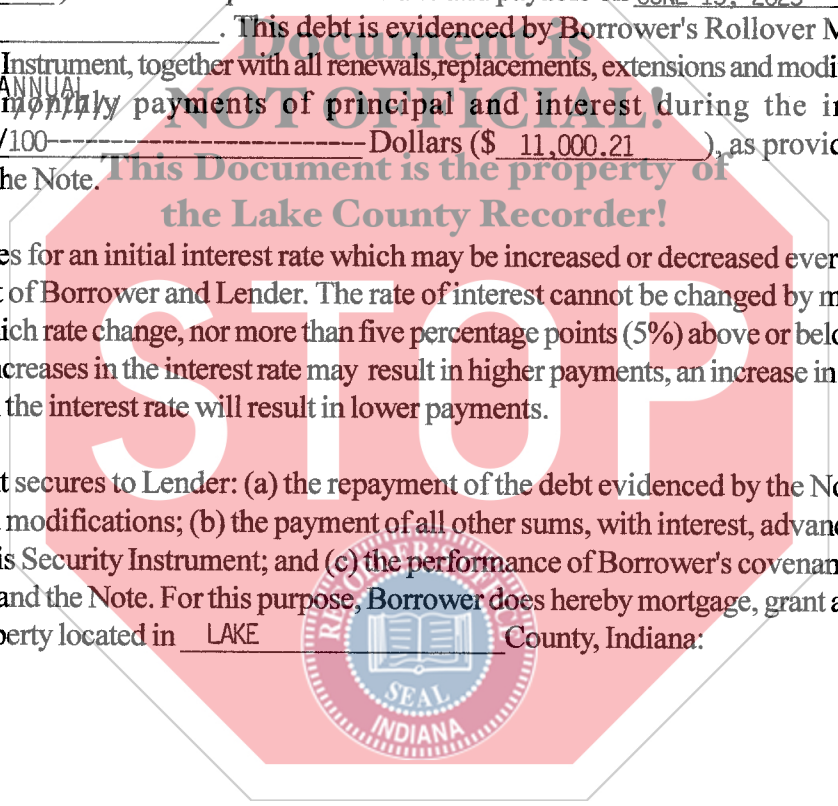 . This debt is evidenced by Borrower's Rollover M
Document is
Instrument, together with all renewals,replacements, extensions and modi
ANNUAL
monthly payments of principal and interest during the i
NOT OFFICIAL!
/100------------------------------ Dollars ($ 11,000.21 ), as provid
This Document is the property of
he Note.
the Lake County Recorder!
es for an initial interest rate which may be increased or decreased ever
t of Borrower and Lender. The rate of interest cannot be changed by m
ich rate change, nor more than five percentage points (5%) above or belo
creases in the interest rate may result in higher payments, an increase in
the interest rate will result in lower payments.
STOP
t secures to Lender: (a) the repayment of the debt evidenced by the No
modifications; (b) the payment of all other sums, with interest, advanc
is Security Instrument; and (c) the performance of Borrower's covenan
and the Note. For this purpose, Borrower does hereby mortgage, grant a
perty located in LAKE County, Indiana:
RECORDER'S OFFICE
SEAL
INDIANA